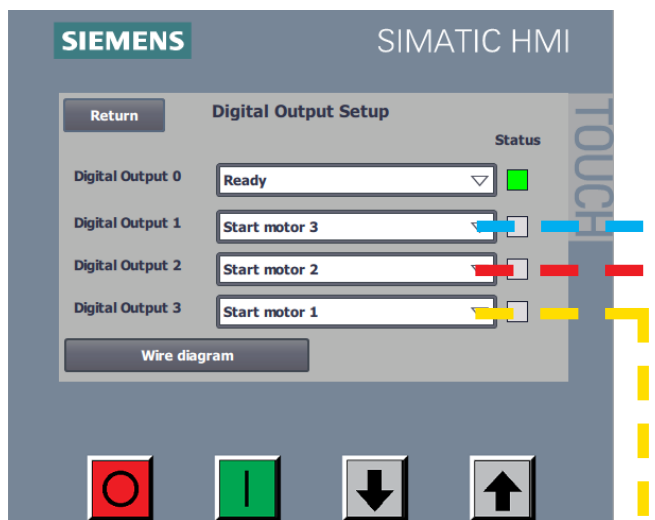 SIEMENS
SIMATIC HMI
TOUCH
Return
Digital Output Setup
Status
Digital Output 0
Ready
Digital Output 1
Start motor 3
Digital Output 2
Start motor 2
Digital Output 3
Start motor 1
Wire diagram